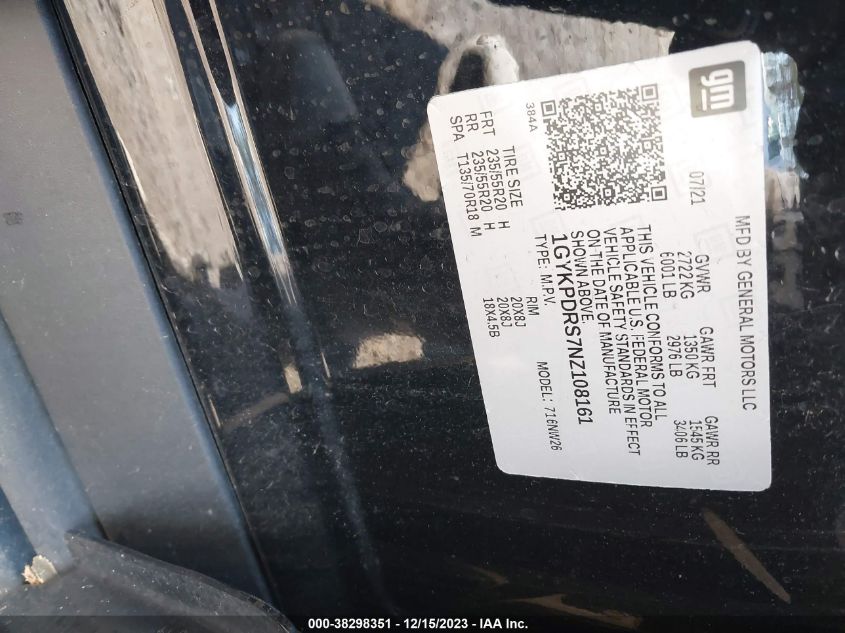 MFD BY GENERAL MOTORS LLC
gm
07/21
GVWR GAWR FRT GAWR RR
2722 KG 1350 KG 1545 KG
6001 LB 2976 LB 3406 LB
THIS VEHICLE CONFORMS TO ALL
APPLICABLE U.S. FEDERAL MOTOR
VEHICLE SAFETY STANDARDS IN EFFECT
ON THE DATE OF MANUFACTURE
SHOWN ABOVE.
1GYKPDRS7NZ108161
TYPE: M.P.V. MODEL: 716NW26
384A
TIRE SIZE RIM
FRT 235/55R20 H 20X8J
RR 235/55R20 H 20X8J
SPA T135/70R18 M 18X4.5B
000-38298351 - 12/15/2023 - IAA Inc.